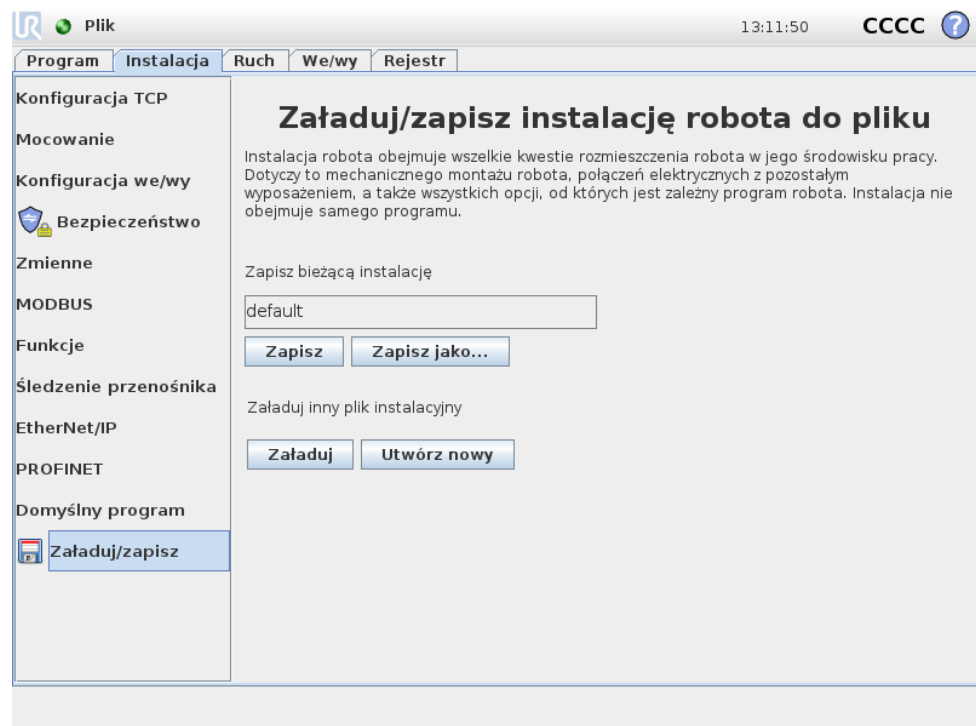 UR Plik 13:11:50 CCCC ?
Program Instalacja Ruch We/wy Rejestr
Konfiguracja TCP
Mocowanie
Konfiguracja we/wy
Bezpieczeństwo
Zmienne
MODBUS
Funkcje
Śledzenie przenośnika
EtherNet/IP
PROFINET
Domyślny program
Załaduj/zapisz
Załaduj/zapisz instalację robota do pliku
Instalacja robota obejmuje wszelkie kwestie rozmieszczenia robota w jego środowisku pracy.
Dotyczy to mechanicznego montażu robota, połączeń elektrycznych z pozostałym
wyposażeniem, a także wszystkich opcji, od których jest zależny program robota. Instalacja nie
obejmuje samego programu.
Zapisz bieżącą instalację
default
Zapisz Zapisz jako...
Załaduj inny plik instalacyjny
Załaduj Utwórz nowy